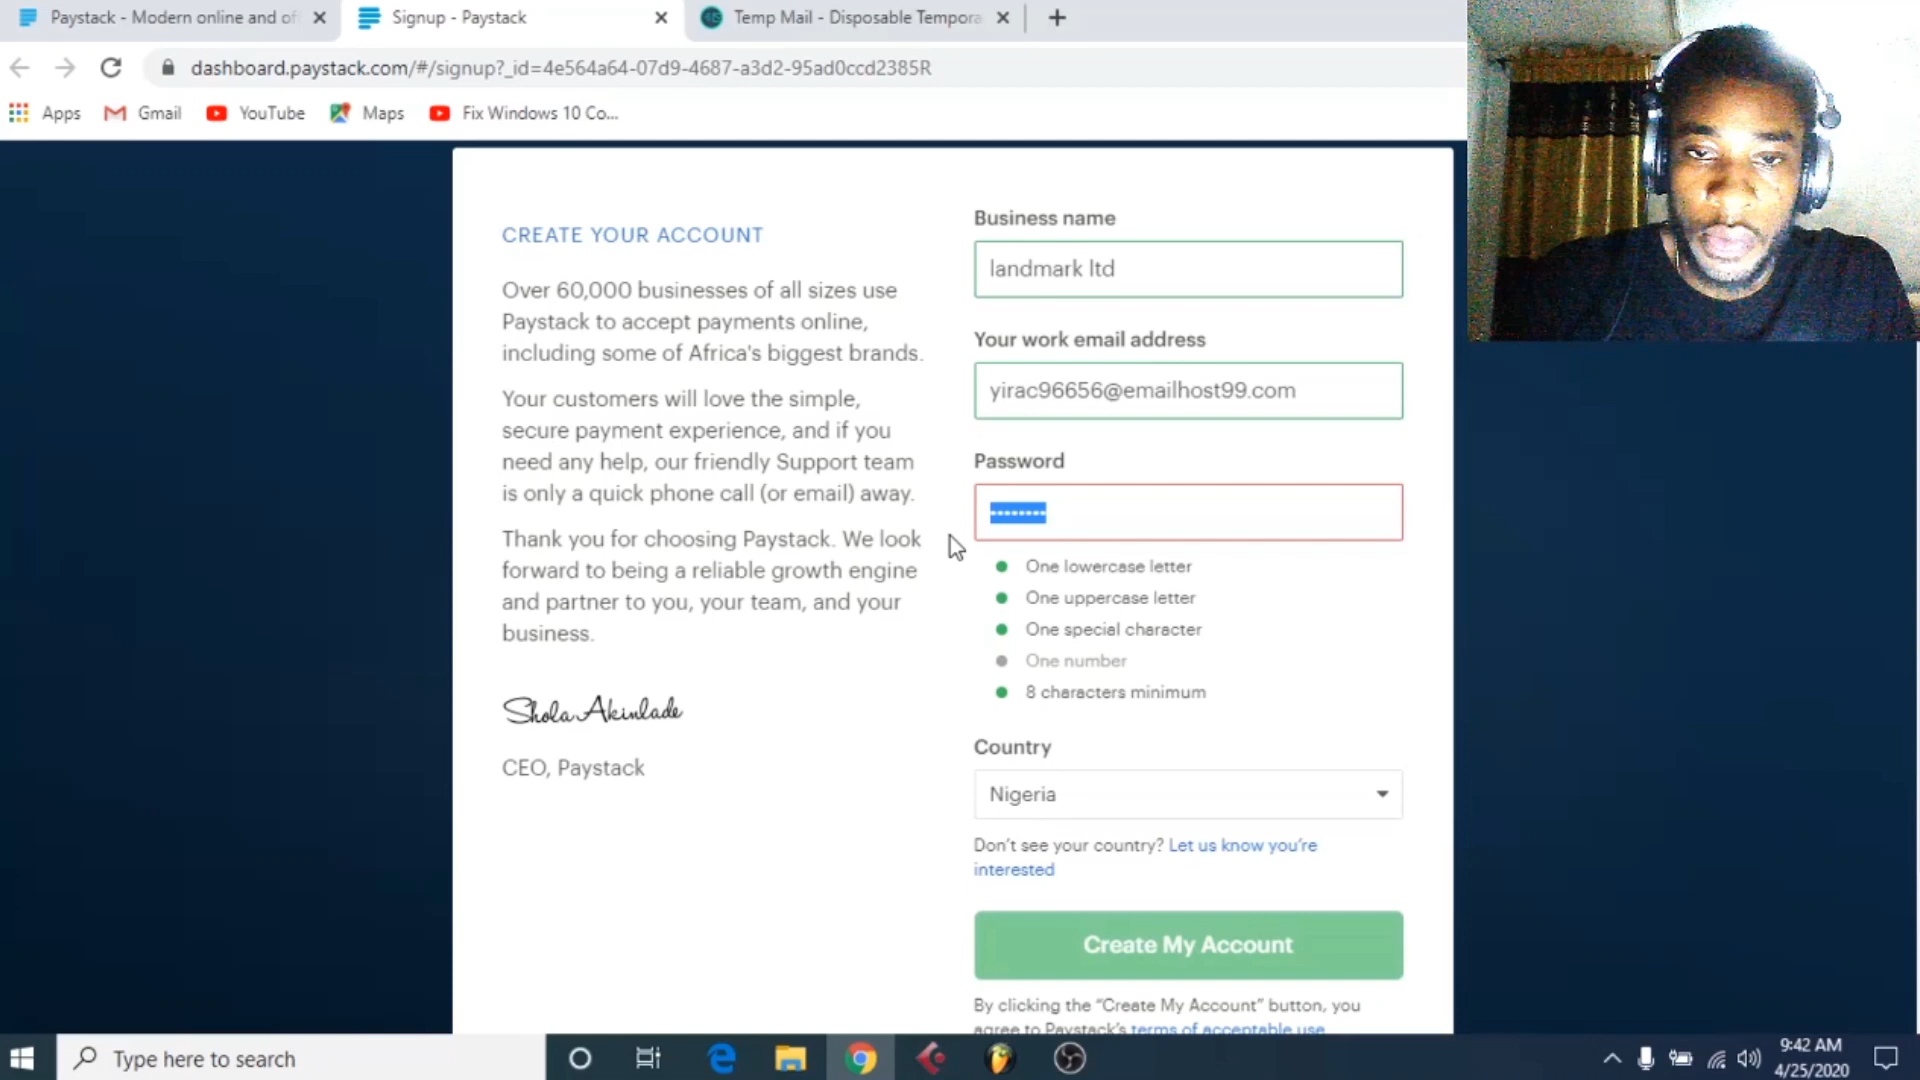 Paystack - Modern online and of
Signup - Paystack
Temp Mail - Disposable Tempora
dashboard.paystack.com/#/signup?_id=4e564a64-07d9-4687-a3d2-95ad0ccd2385R
Apps
Gmail
YouTube
Maps
Fix Windows 10 Co...
CREATE YOUR ACCOUNT
Over 60,000 businesses of all sizes use
Paystack to accept payments online,
including some of Africa's biggest brands.
Your customers will love the simple,
secure payment experience, and if you
need any help, our friendly Support team
is only a quick phone call (or email) away.
Thank you for choosing Paystack. We look
forward to being a reliable growth engine
and partner to you, your team, and your
business.
Shola Akinlade
CEO, Paystack
Business name
landmark ltd
Your work email address
yirac96656@emailhost99.com
Password
One lowercase letter
One uppercase letter
One special character
One number
8 characters minimum
Country
Nigeria
Don't see your country? Let us know you're
interested
Create My Account
By clicking the “Create My Account” button, you
agree to Paystack's terms of acceptable use
Type here to search
9:42 AM
4/25/2020